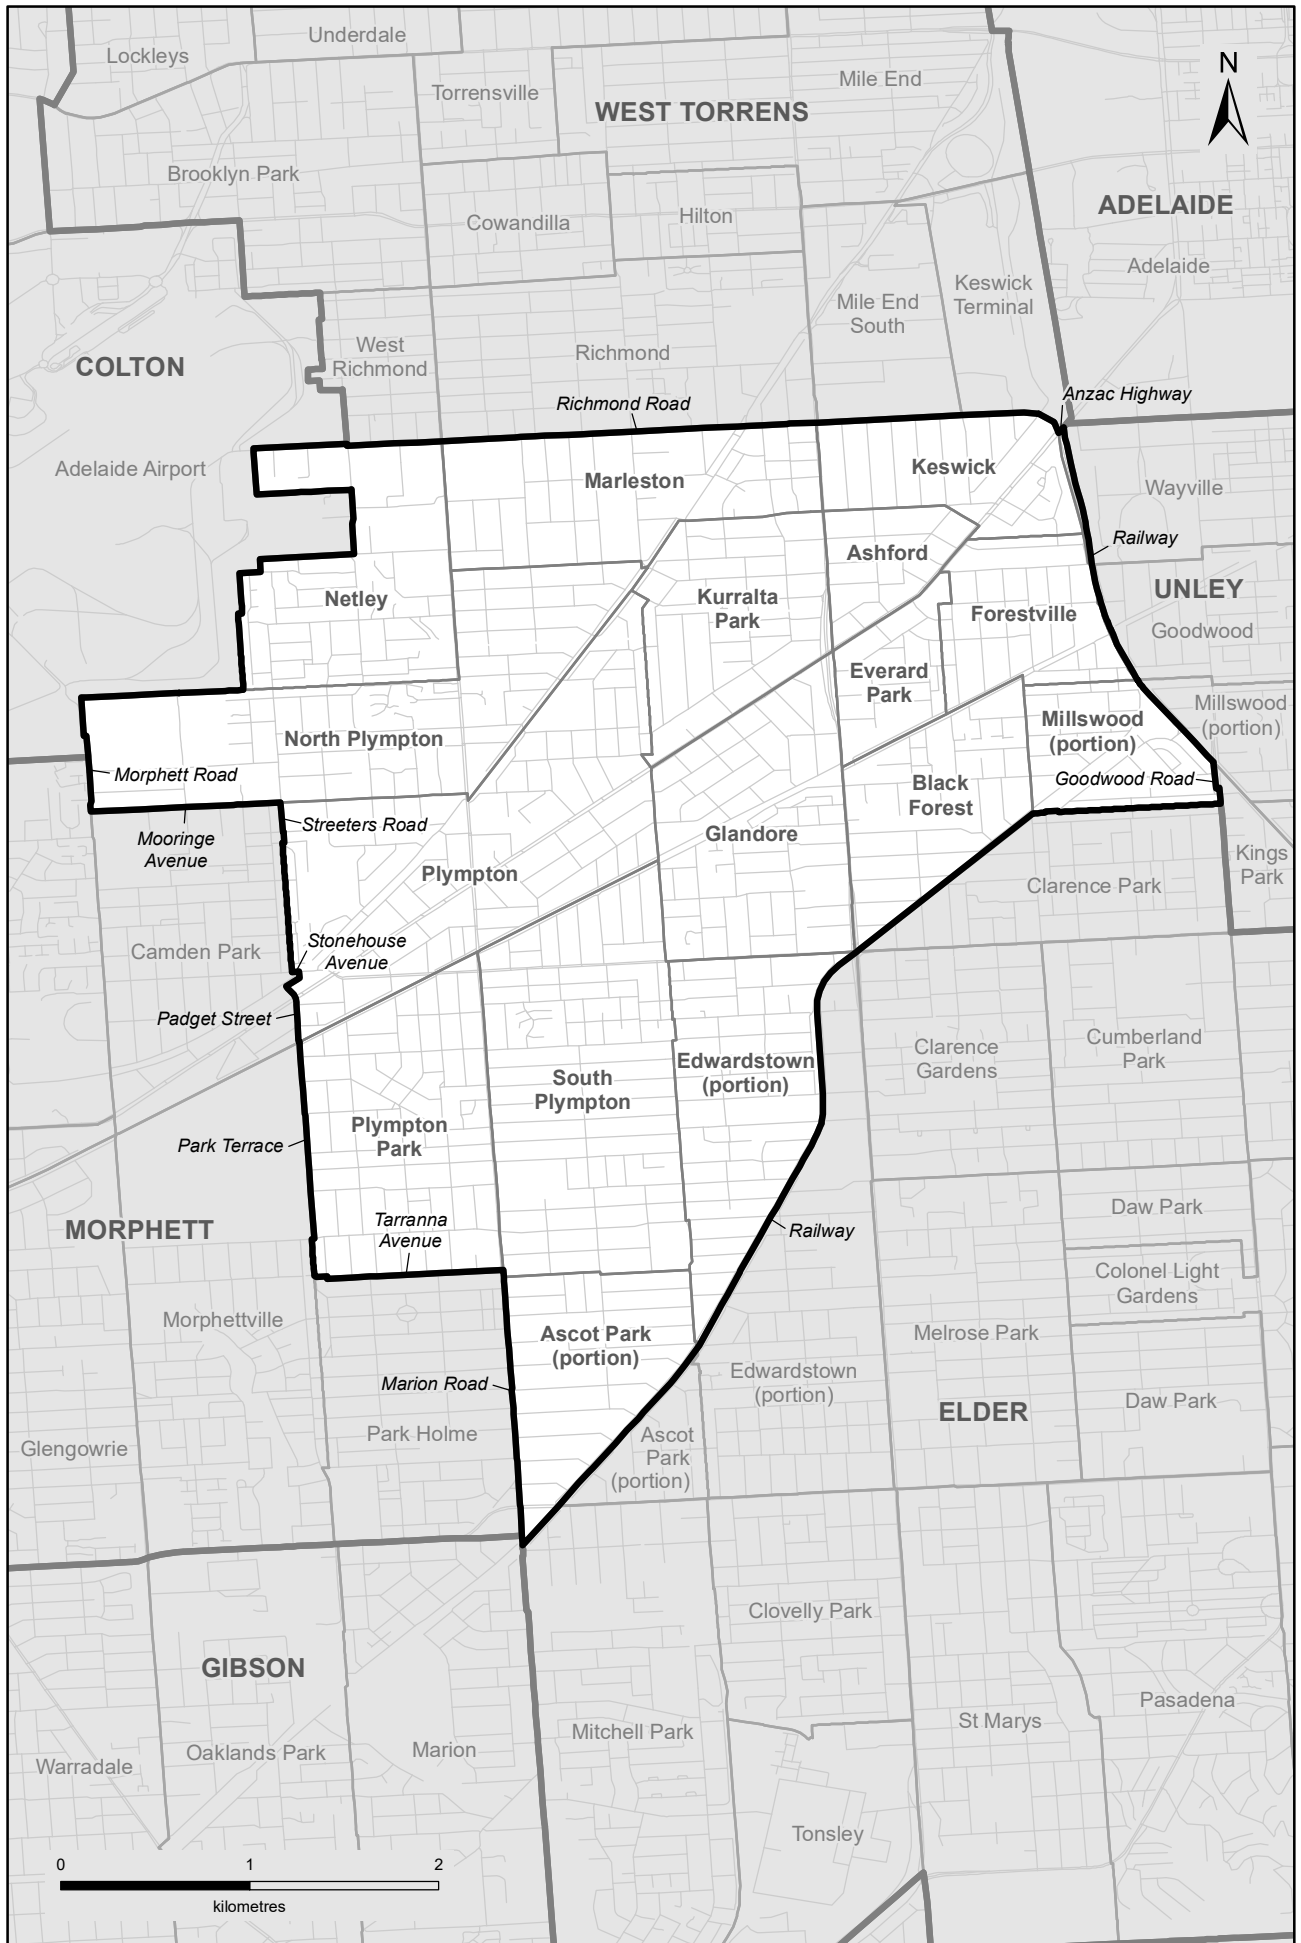 Lockleys
Underdale
Torrensville
Mile End
WEST TORRENS
N
Brooklyn Park
Cowandilla
Hilton
ADELAIDE
Adelaide
Keswick
Terminal
Mile End
South
West
Richmond
Richmond
COLTON
Richmond Road
Anzac Highway
Adelaide Airport
Marleston
Keswick
Wayville
Railway
Ashford
UNLEY
Netley
Kurralta
Park
Forestville
Goodwood
Everard
Park
Millswood
(portion)
Millswood
(portion)
North Plympton
Morphett Road
Goodwood Road
Black
Forest
Mooringe
Avenue
Streeters Road
Glandore
Kings
Park
Plympton
Clarence Park
Camden Park
Stonehouse
Avenue
Padget Street
Clarence
Gardens
Cumberland
Park
Edwardstown
(portion)
South
Plympton
Plympton
Park
Park Terrace
Daw Park
MORPHETT
Tarranna
Avenue
Railway
Colonel Light
Gardens
Morphettville
Ascot Park
(portion)
Melrose Park
Edwardstown
(portion)
Marion Road
Daw Park
ELDER
Glengowrie
Park Holme
Ascot
Park
(portion)
Clovelly Park
GIBSON
Pasadena
St Marys
Mitchell Park
Warradale
Oaklands Park
Marion
Tonsley
0 1 2
kilometres